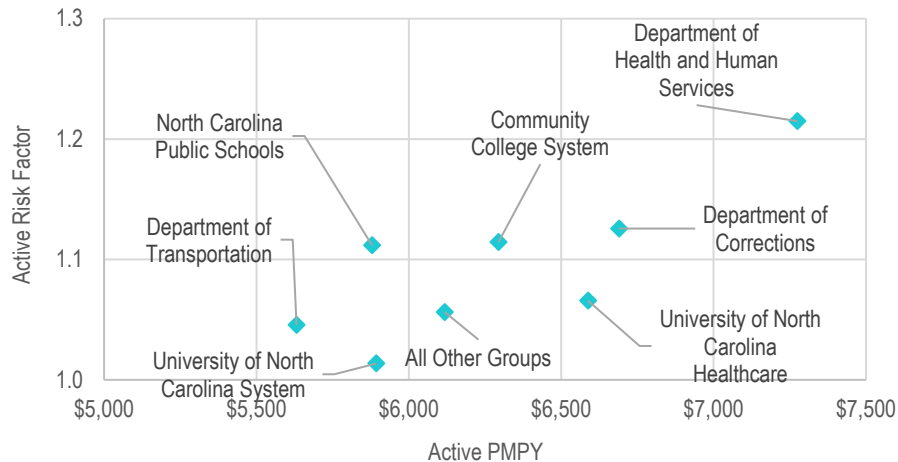 1.3
Department of
Health and Human
Services
North Carolina
Public Schools
Community
College System
1.2
Active Risk Factor
Department of
Transportation
Department of
Corrections
1.1
University of North
Carolina System
All Other Groups
University of North
Carolina
Healthcare
1.0
$5,000
$5,500
$6,000
$6,500
$7,000
$7,500
Active PMPY